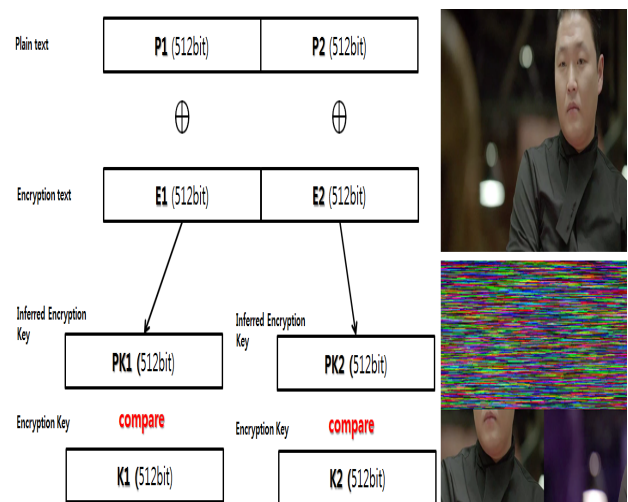 Plain text
P1 (512bit) P2 (512bit)
Encryption text
E1 (512bit) E2 (512bit)
Inferred Encryption
Key
Inferred Encryption
Key
PK1 (512bit) PK2 (512bit)
Encryption Key compare Encryption Key compare
K1 (512bit) K2 (512bit)